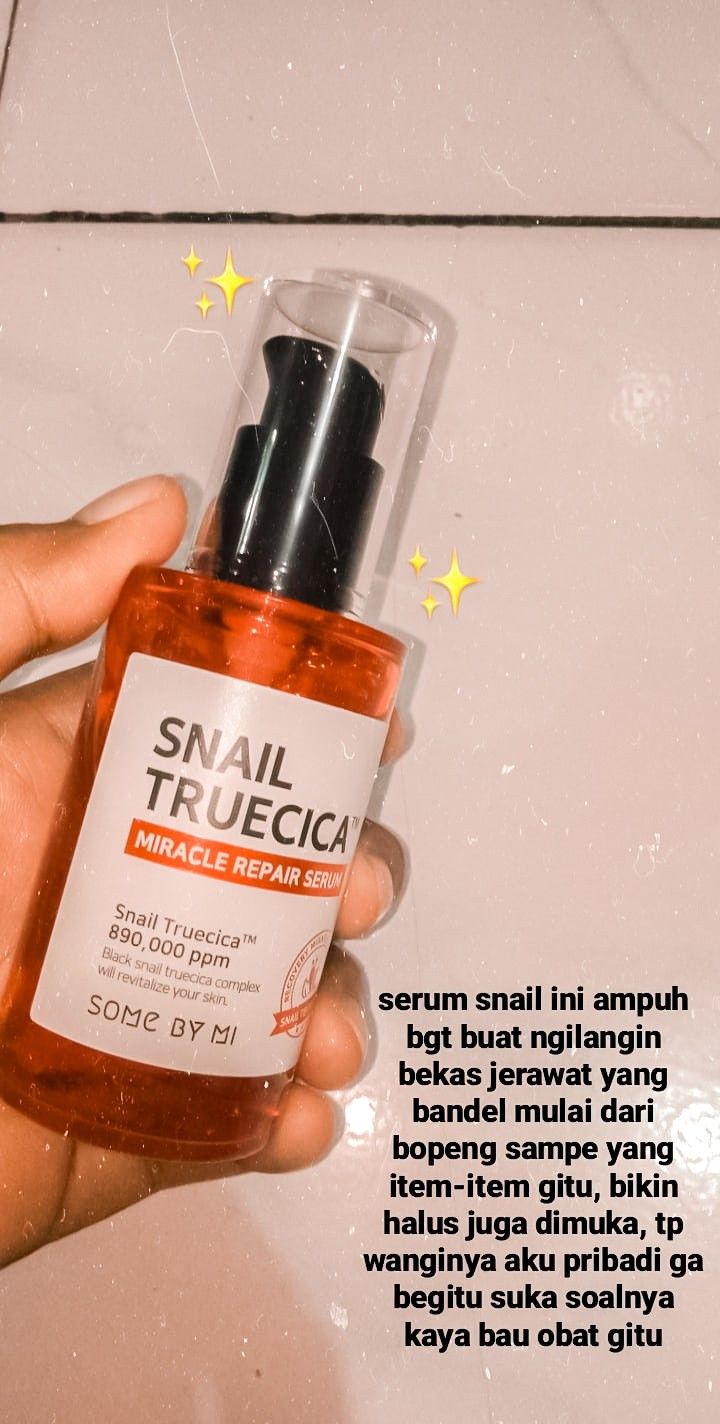 SNAIL
TRUECICA™
MIRACLE REPAIR SERUM
Snail Truecica™
890,000 ppm
Black snail truecica complex
will revitalize your skin.
SOME BY MI
RECOVERY
SNAIL
serum snail ini ampuh
bgt buat ngilangin
bekas jerawat yang
bandel mulai dari
bopeng sampe yang
item-item gitu, bikin
halus juga dimuka, tp
wanginya aku pribadi ga
begitu suka soalnya
kaya bau obat gitu